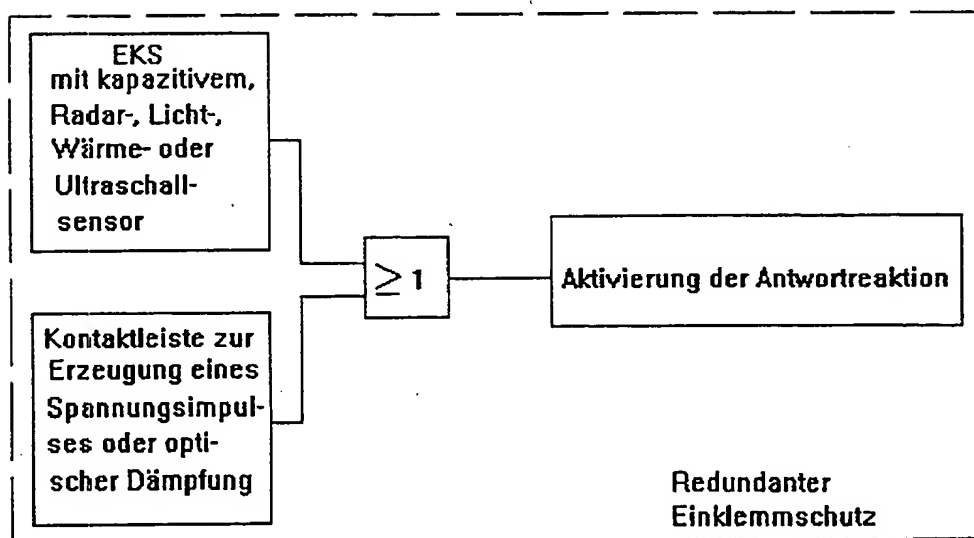 EKS
mit kapazitivem,
Radar-, Licht-,
Wärme- oder
Ultraschall-
sensor
≥ 1
Aktivierung der Antwortreaktion
Kontaktleiste zur
Erzeugung eines
Spannungsimpul-
ses oder opti-
scher Dämpfung
Redundanter
Einklemmschutz